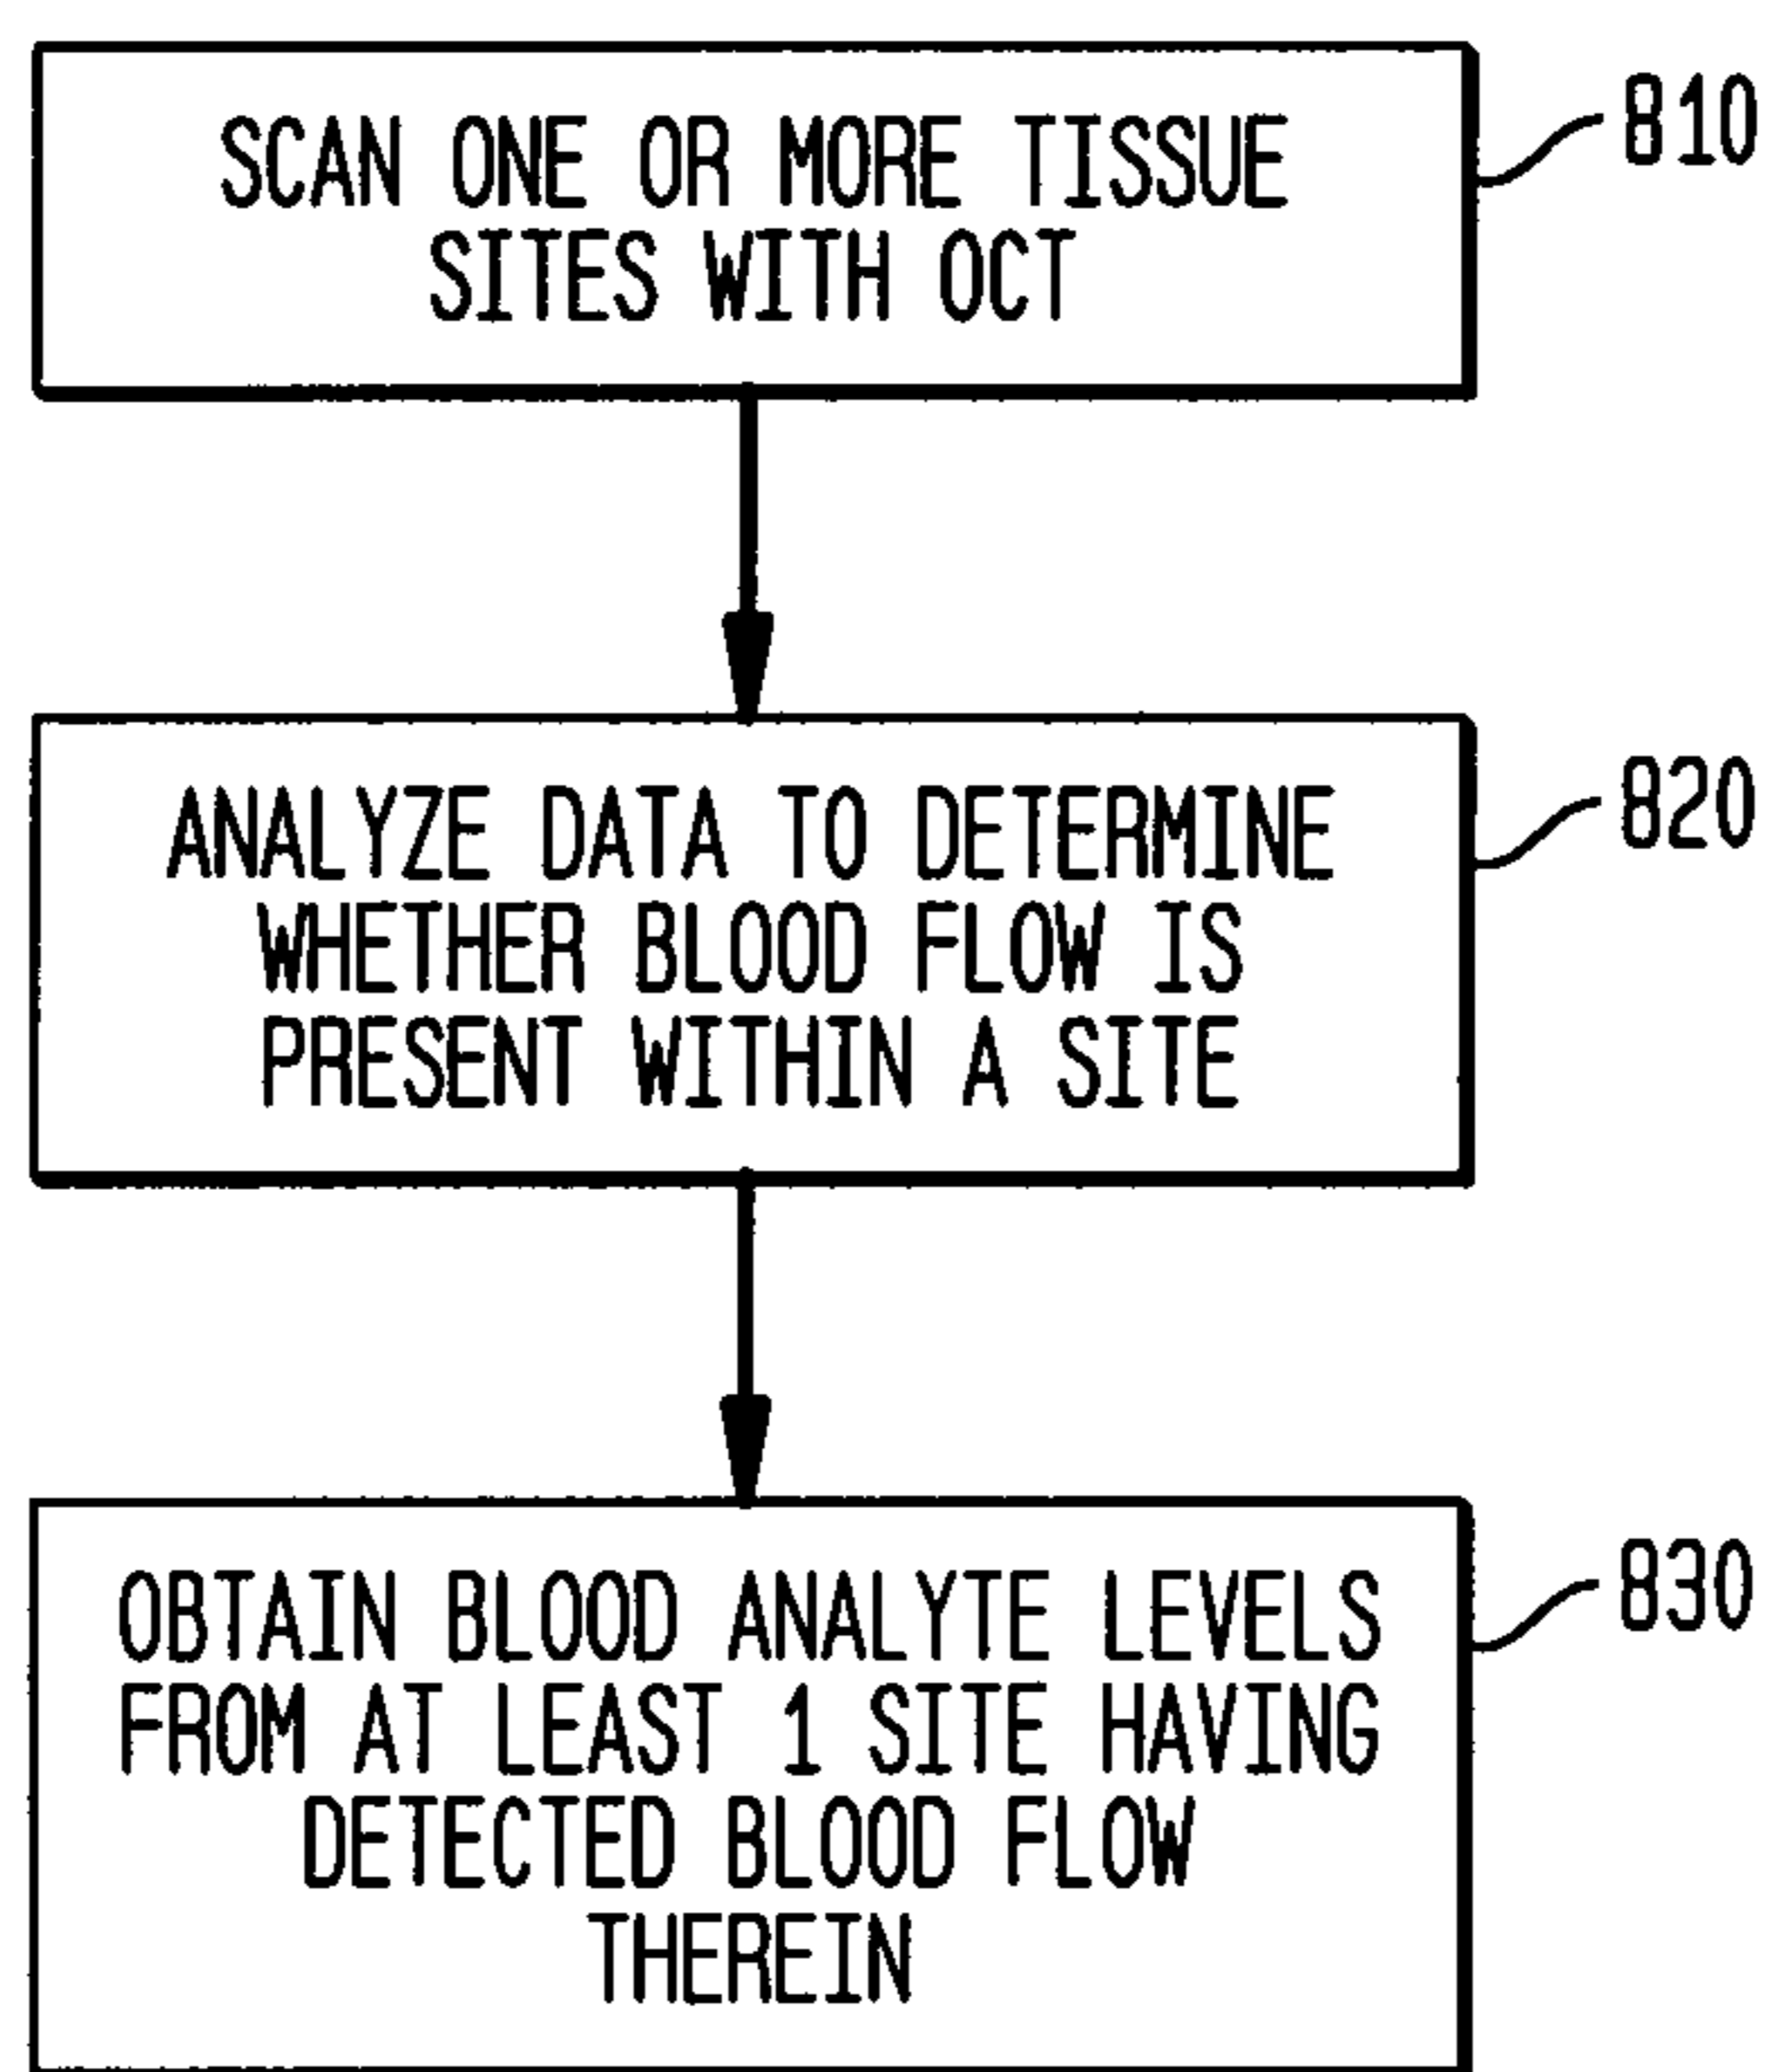 SCAN ONE OR MORE TISSUE
SITES WITH OCT
810
ANALYZE DATA TO DETERMINE
WHETHER BLOOD FLOW IS
PRESENT WITHIN A SITE
820
OBTAIN BLOOD ANALYTE LEVELS
FROM AT LEAST 1 SITE HAVING
DETECTED BLOOD FLOW
THEREIN
830